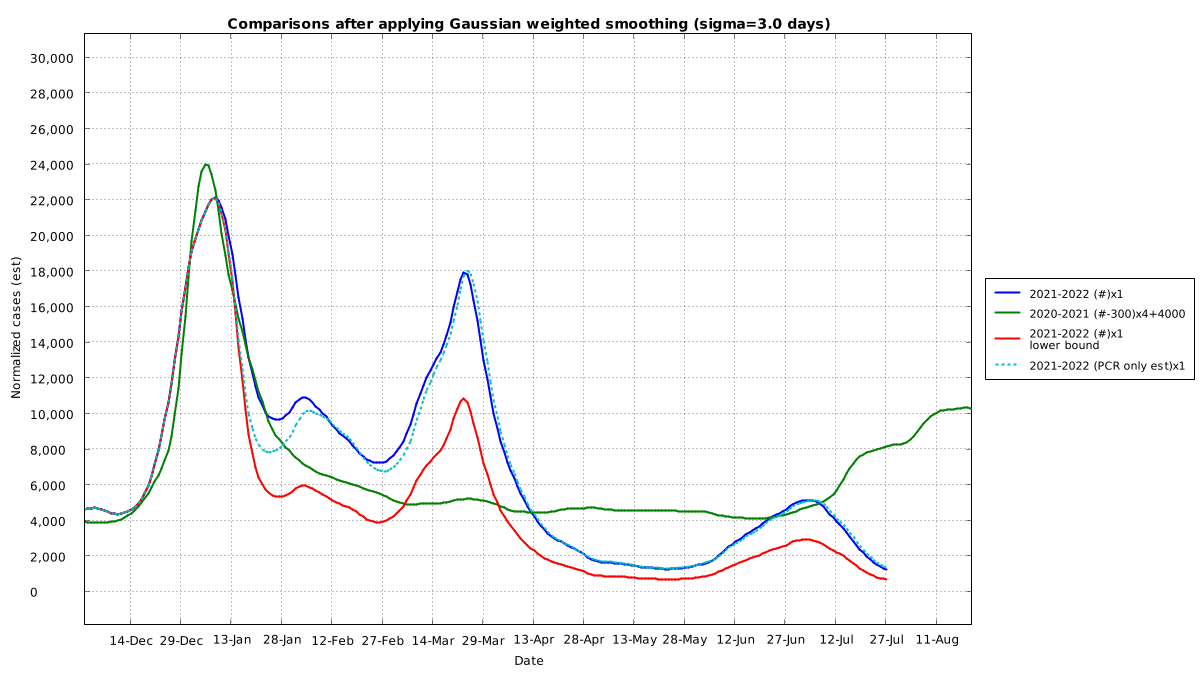 Comparisons after applying Gaussian weighted smoothing (sigma=3.0 days)
30,000
28,000
26,000
24,000
22,000
20,000
18,000
16,000
14,000
12,000
10,000
8,000
6,000
4,000
2,000
0
Normalized cases (est)
14-Dec 29-Dec 13-Jan 28-Jan 12-Feb 27-Feb 14-Mar 29-Mar 13-Apr 28-Apr 13-May 28-May 12-Jun 27-Jun 12-Jul 27-Jul 11-Aug
Date
2021-2022 (#)x1
2020-2021 (#-300)x4+4000
2021-2022 (#)x1
lower bound
2021-2022 (PCR only est)x1